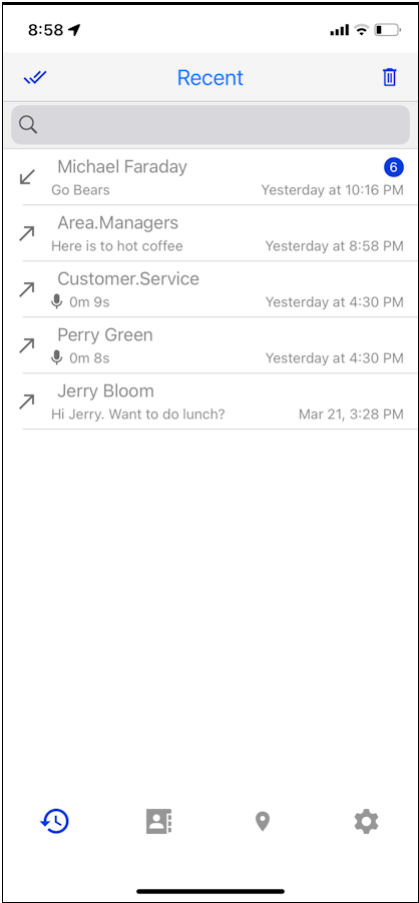 8:58
Recent
Michael Faraday
6
Go Bears
Yesterday at 10:16 PM
Area.Managers
Here is to hot coffee
Yesterday at 8:58 PM
Customer.Service
0m 9s
Yesterday at 4:30 PM
Perry Green
0m 8s
Yesterday at 4:30 PM
Jerry Bloom
Hi Jerry. Want to do lunch?
Mar 21, 3:28 PM